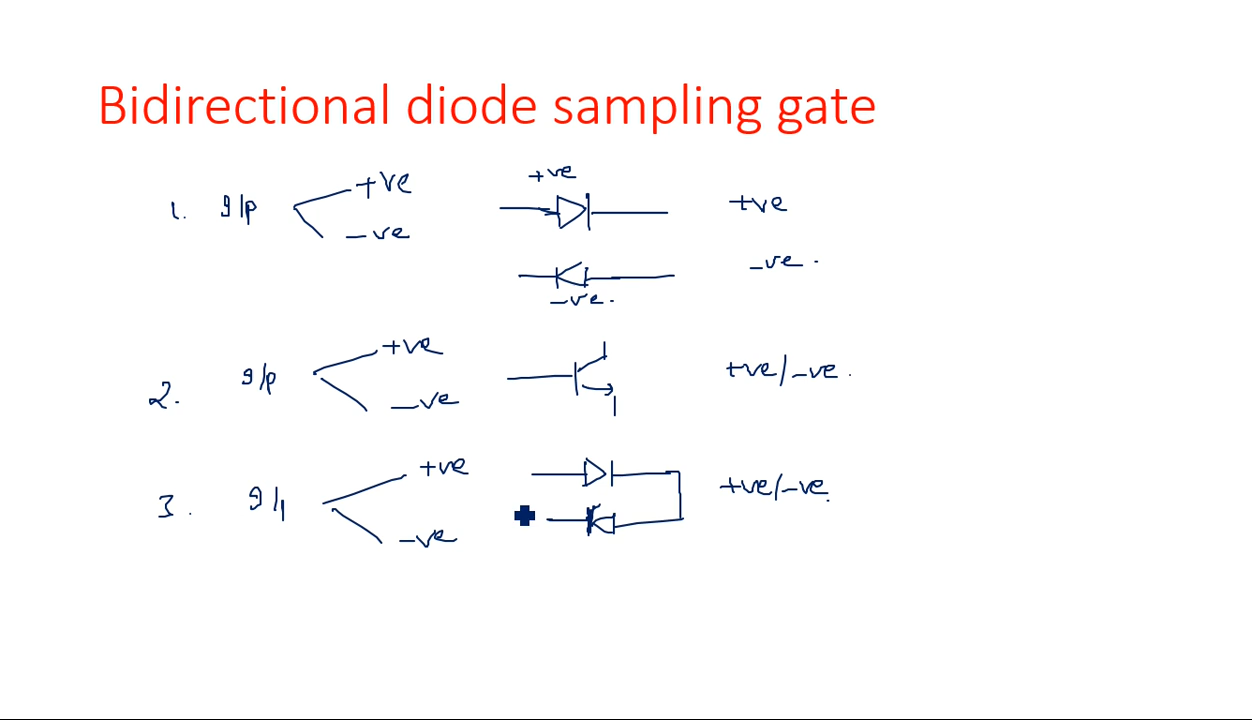 Bidirectional diode sampling gate
+ve
1. I/p +ve +ve
-ve
-ve.
-ve.
+ve
2. I/p +ve/-ve.
-ve
+ve
3. +ve/-ve.
-ve